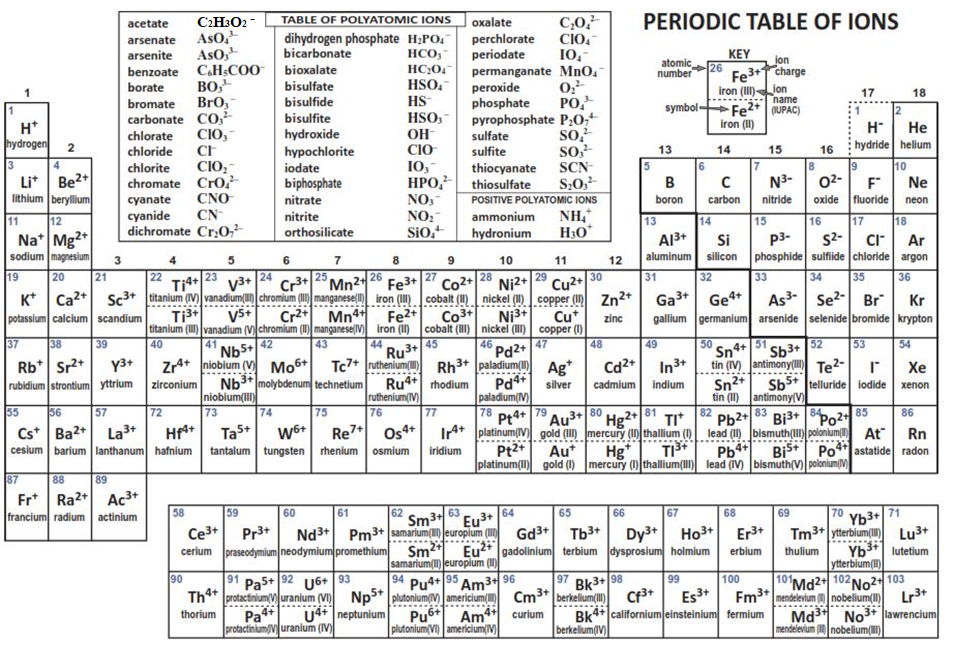 PERIODIC TABLE OF IONS
TABLE OF POLYATOMIC IONS
acetate C2H3O2 -
arsenate AsO₄³⁻
arsenite AsO₃³⁻
benzoate C₆H₅COO⁻
borate BO₃³⁻
bromate BrO₃⁻
carbonate CO₃²⁻
chlorate ClO₃⁻
chloride Cl⁻
chlorite ClO₂⁻
chromate CrO₄²⁻
cyanate CNO⁻
cyanide CN⁻
dichromate Cr₂O₇²⁻
dihydrogen phosphate H₂PO₄⁻
bicarbonate HCO₃⁻
bioxalate HC₂O₄⁻
bisulfate HSO₄⁻
bisulfide HS⁻
bisulfite HSO₃⁻
hydroxide OH⁻
hypochlorite ClO⁻
iodate IO₃⁻
biphosphate HPO₄²⁻
nitrate NO₃⁻
nitrite NO₂⁻
orthosilicate SiO₄⁴⁻
oxalate C₂O₄²⁻
perchlorate ClO₄⁻
periodate IO₄⁻
permanganate MnO₄⁻
peroxide O₂²⁻
phosphate PO₄³⁻
pyrophosphate P₂O₇⁴⁻
sulfate SO₄²⁻
sulfite SO₃²⁻
thiocyanate SCN⁻
thiosulfate S₂O₃²⁻
POSITIVE POLYATOMIC IONS
ammonium NH₄⁺
hydronium H₃O⁺
KEY
atomic number
26 Fe³⁺
iron (III)
Fe²⁺
iron (II)
ion charge
ion name (IUPAC)
symbol
1 2 3 4 5 6 7 8 9 10 11 12 13 14 15 16 17 18
1 H⁺ hydrogen
1 H⁻ hydride
2 He helium
3 Li⁺ lithium
4 Be²⁺ beryllium
5 B boron
6 C carbon
7 N³⁻ nitride
8 O²⁻ oxide
9 F⁻ fluoride
10 Ne neon
11 Na⁺ sodium
12 Mg²⁺ magnesium
13 Al³⁺ aluminum
14 Si silicon
15 P³⁻ phosphide
16 S²⁻ sulfiide
17 Cl⁻ chloride
18 Ar argon
19 K⁺ potassium
20 Ca²⁺ calcium
21 Sc³⁺ scandium
22 Ti⁴⁺ titanium (IV) Ti³⁺ titanium (III)
23 V³⁺ vanadium(III) V⁵⁺ vanadium (V)
24 Cr³⁺ chromium (III) Cr²⁺ chromium (II)
25 Mn²⁺ manganese(II) Mn⁴⁺ manganese(IV)
26 Fe³⁺ iron (III) Fe²⁺ iron (II)
27 Co²⁺ cobalt (II) Co³⁺ cobalt (III)
28 Ni²⁺ nickel (II) Ni³⁺ nickel (III)
29 Cu²⁺ copper (II) Cu⁺ copper (I)
30 Zn²⁺ zinc
31 Ga³⁺ gallium
32 Ge⁴⁺ germanium
33 As³⁻ arsenide
34 Se²⁻ selenide
35 Br⁻ bromide
36 Kr krypton
37 Rb⁺ rubidium
38 Sr²⁺ strontium
39 Y³⁺ yttrium
40 Zr⁴⁺ zirconium
41 Nb⁵⁺ niobium (V) Nb³⁺ niobium(III)
42 Mo⁶⁺ molybdenum
43 Tc⁷⁺ technetium
44 Ru³⁺ ruthenium(III) Ru⁴⁺ ruthenium(IV)
45 Rh³⁺ rhodium
46 Pd²⁺ palladium(II) Pd⁴⁺ palladium(IV)
47 Ag⁺ silver
48 Cd²⁺ cadmium
49 In³⁺ indium
50 Sn⁴⁺ tin (IV) Sn²⁺ tin (II)
51 Sb³⁺ antimony(III) Sb⁵⁺ antimony(V)
52 Te²⁻ telluride
53 I⁻ iodide
54 Xe xenon
55 Cs⁺ cesium
56 Ba²⁺ barium
57 La³⁺ lanthanum
72 Hf⁴⁺ hafnium
73 Ta⁵⁺ tantalum
74 W⁶⁺ tungsten
75 Re⁷⁺ rhenium
76 Os⁴⁺ osmium
77 Ir⁴⁺ iridium
78 Pt⁴⁺ platinum(IV) Pt²⁺ platinum(II)
79 Au³⁺ gold (III) Au⁺ gold (I)
80 Hg²⁺ mercury (II) Hg⁺ mercury (I)
81 Tl⁺ thallium (I) Tl³⁺ thallium(III)
82 Pb²⁺ lead (II) Pb⁴⁺ lead (IV)
83 Bi³⁺ bismuth(III) Bi⁵⁺ bismuth(V)
84 Po²⁺ polonium(II) Po⁴⁺ polonium(IV)
85 At⁻ astatide
86 Rn radon
87 Fr⁺ francium
88 Ra²⁺ radium
89 Ac³⁺ actinium
58 Ce³⁺ cerium
59 Pr³⁺ praseodymium
60 Nd³⁺ neodymium
61 Pm³⁺ promethium
62 Sm³⁺ samarium(III) Sm²⁺ samarium(II)
63 Eu³⁺ europium (III) Eu²⁺ europium (II)
64 Gd³⁺ gadolinium
65 Tb³⁺ terbium
66 Dy³⁺ dysprosium
67 Ho³⁺ holmium
68 Er³⁺ erbium
69 Tm³⁺ thulium
70 Yb³⁺ ytterbium(III) Yb³⁺ ytterbium(II)
71 Lu³⁺ lutetium
90 Th⁴⁺ thorium
91 Pa⁵⁺ protactinium(V) Pa⁴⁺ protactinium(IV)
92 U⁶⁺ uranium (VI) U⁴⁺ uranium (IV)
93 Np⁵⁺ neptunium
94 Pu⁴⁺ plutonium(IV) Pu⁶⁺ plutonium(VI)
95 Am³⁺ americium(III) Am⁴⁺ americium(IV)
96 Cm³⁺ curium
97 Bk³⁺ berkelium(III) Bk⁴⁺ berkelium(IV)
98 Cf³⁺ californium
99 Es³⁺ einsteinium
100 Fm³⁺ fermium
101 Md²⁺ mendelevium (II) Md³⁺ mendelevium (III)
102 No²⁺ nobelium(II) No³⁺ nobelium(III)
103 Lr³⁺ lawrencium